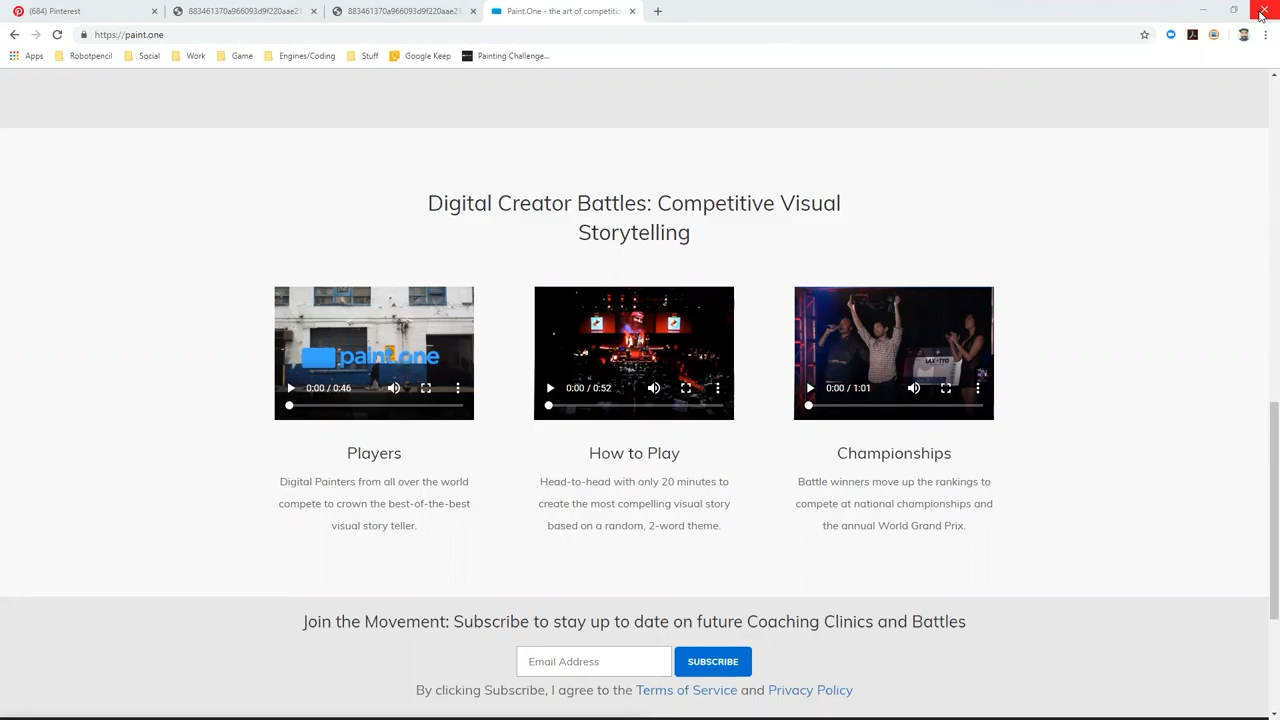 (684) Pinterest
883461370a966093d9f220aae21
883461370a966093d9f220aae21
Paint.One - the art of competitio
https://paint.one
Apps
Robotpencil
Social
Work
Game
Engines/Coding
Stuff
Google Keep
Painting Challenge...
Digital Creator Battles: Competitive Visual
Storytelling
paint.one
0:00 / 0:46
0:00 / 0:52
0:00 / 1:01
Players
How to Play
Championships
Digital Painters from all over the world
compete to crown the best-of-the-best
visual story teller.
Head-to-head with only 20 minutes to
create the most compelling visual story
based on a random, 2-word theme.
Battle winners move up the rankings to
compete at national championships and
the annual World Grand Prix.
Join the Movement: Subscribe to stay up to date on future Coaching Clinics and Battles
Email Address
SUBSCRIBE
By clicking Subscribe, I agree to the Terms of Service and Privacy Policy